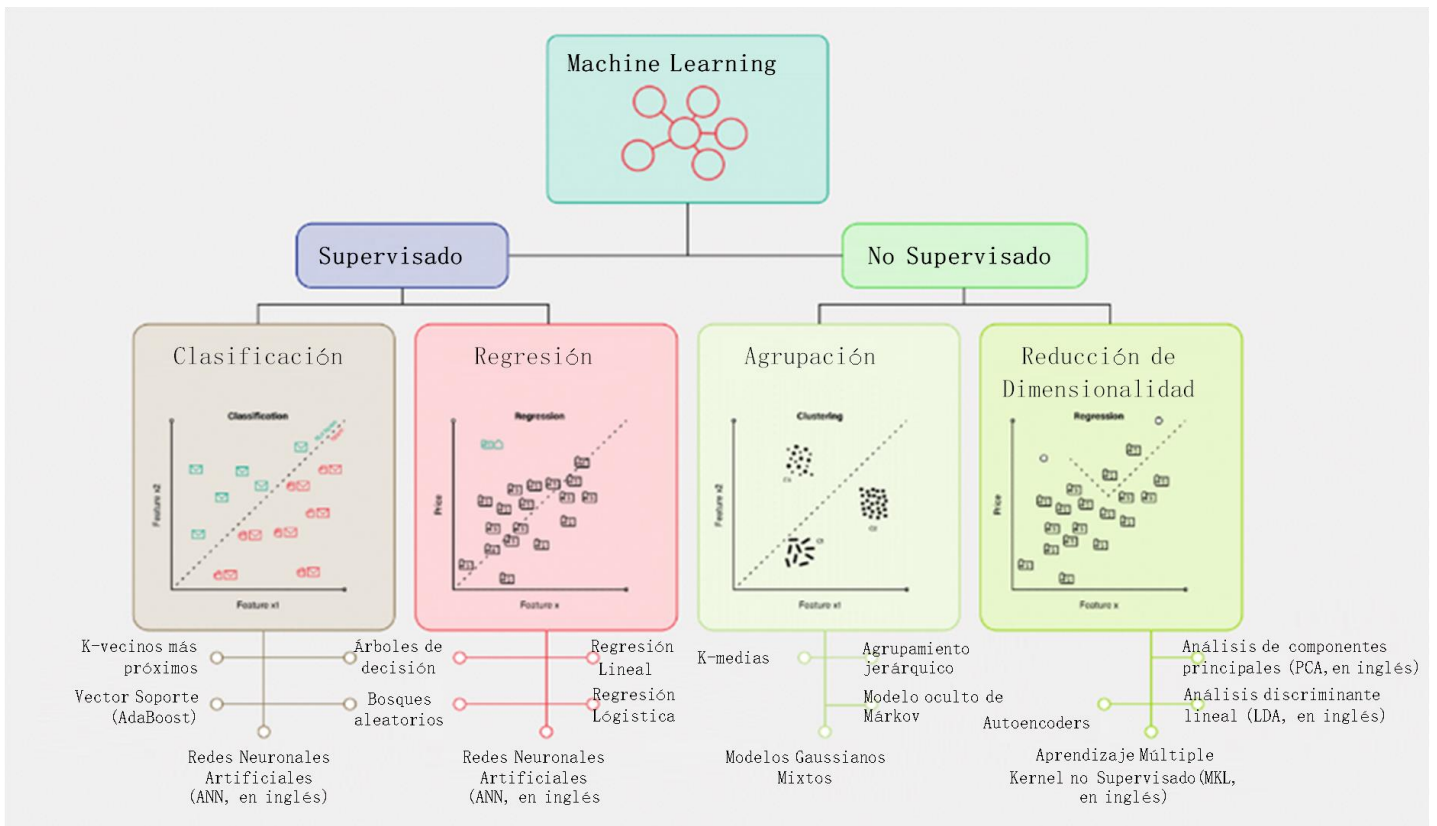 Machine Learning
Supervisado
No Supervisado
Clasificación
Classification
Feature x2
Feature x1
Regresión
Regression
Price
Feature x
Agrupación
Clustering
Feature x2
Feature x1
Reducción de
Dimensionalidad
Regression
Price
Feature x
K-vecinos más
próximos
Árboles de
decisión
Vector Soporte
(AdaBoost)
Bosques
aleatorios
Redes Neuronales
Artificiales
(ANN, en inglés)
Regresión
Lineal
Regresión
Lógistica
Redes Neuronales
Artificiales
(ANN, en inglés
K-medias
Agrupamiento
jerárquico
Modelo oculto de
Márkov
Modelos Gaussianos
Mixtos
Análisis de componentes
principales (PCA, en inglés)
Autoencoders
Análisis discriminante
lineal (LDA, en inglés)
Aprendizaje Múltiple
Kernel no Supervisado(MKL,
en inglés)